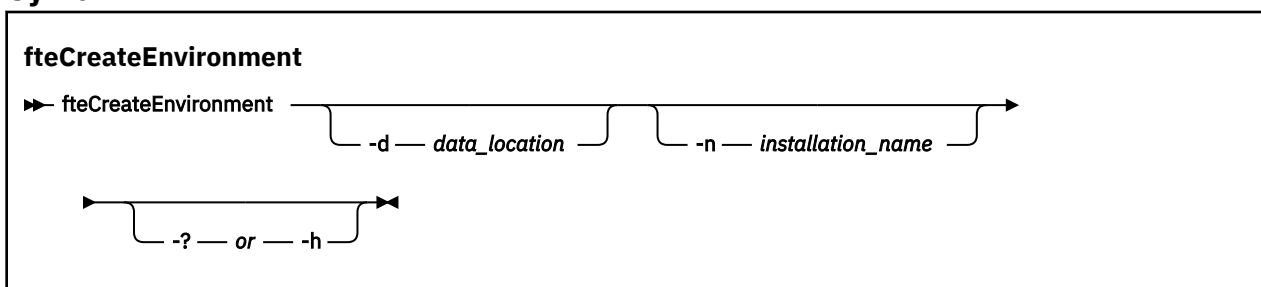 fteCreateEnvironment
fteCreateEnvironment
-d data_location -n installation_name
-? or -h